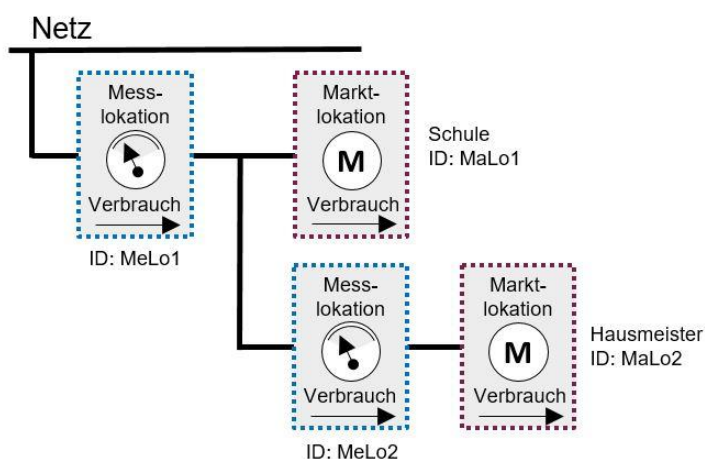 Netz
Mess-
lokation
Verbrauch
ID: MeLo1
Markt-
lokation
M
Verbrauch
Schule
ID: MaLo1
Mess-
lokation
Verbrauch
ID: MeLo2
Markt-
lokation
M
Verbrauch
Hausmeister
ID: MaLo2